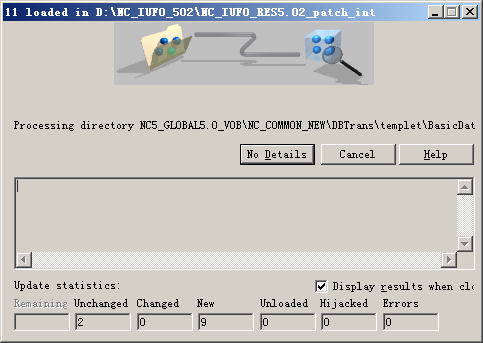 11 loaded in D:\NC_IUFO_502\NC_IUFO_RES5.02_patch_int
Processing directory NC5_GLOBAL5.0_VOB\NC_COMMON_NEW\DBTrans\templet\BasicDat
No Details Cancel Help
Update statistics: Display results when clo
Remaining Unchanged Changed New Unloaded Hijacked Errors
2 0 9 0 0 0